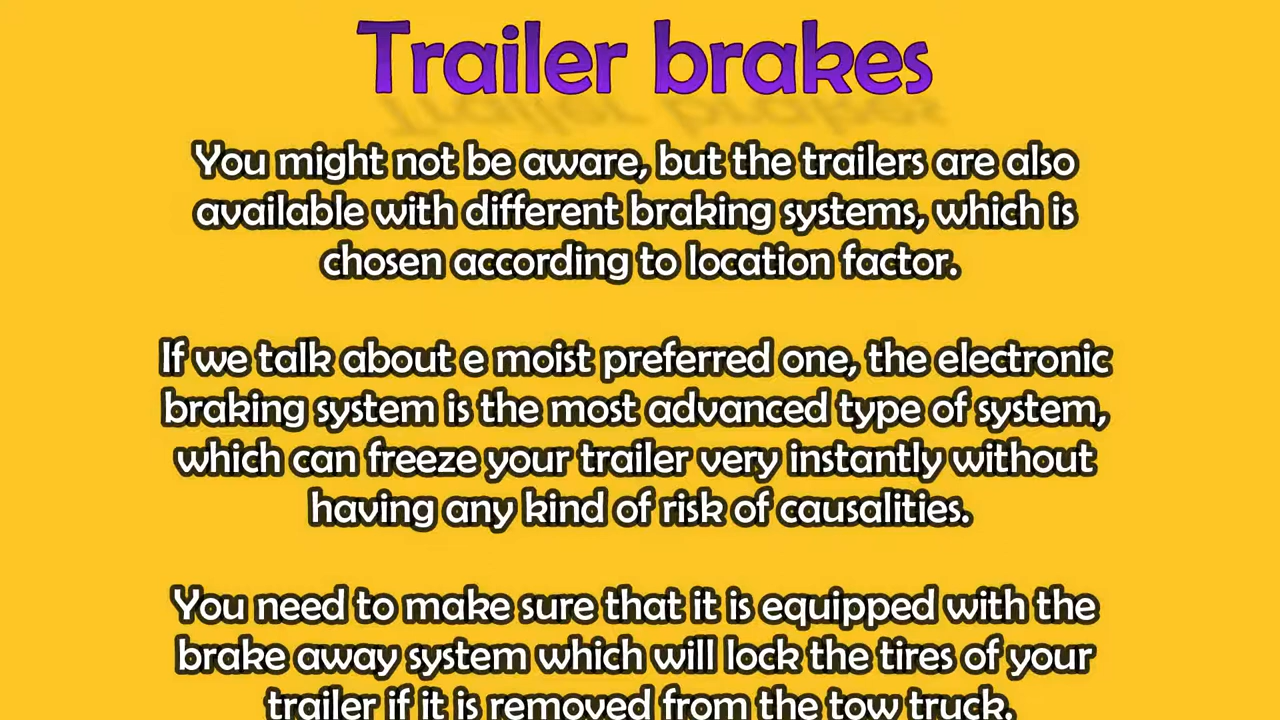 Trailer brakes
You might not be aware, but the trailers are also
available with different braking systems, which is
chosen according to location factor.
If we talk about e moist preferred one, the electronic
braking system is the most advanced type of system,
which can freeze your trailer very instantly without
having any kind of risk of causalities.
You need to make sure that it is equipped with the
brake away system which will lock the tires of your
trailer if it is removed from the tow truck.